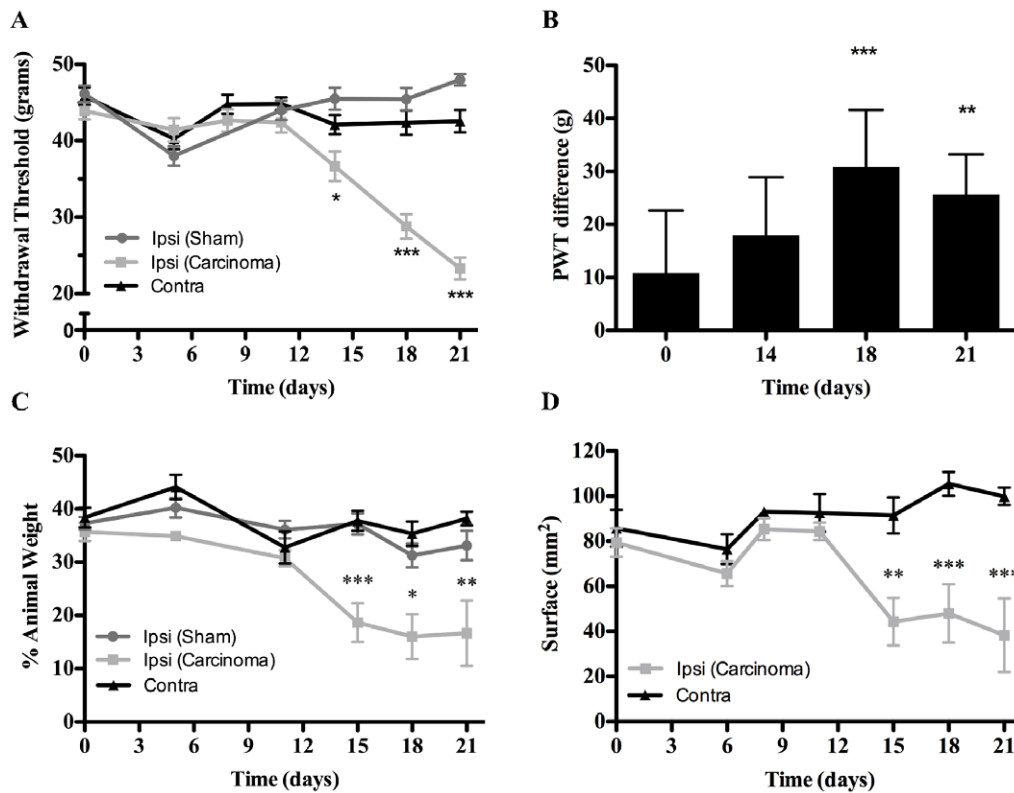 A
Withdrawal Threshold (grams)
50
40
30
20
0
Ipsi (Sham)
Ipsi (Carcinoma)
Contra
*
***
***
0 3 6 9 12 15 18 21
Time (days)
B
PWT difference (g)
50
40
30
20
10
0
***
**
0 14 18 21
Time (days)
C
% Animal Weight
50
40
30
20
10
0
***
*
**
Ipsi (Sham)
Ipsi (Carcinoma)
Contra
0 3 6 9 12 15 18 21
Time (days)
D
Surface (mm²)
120
100
80
60
40
20
0
**
***
***
Ipsi (Carcinoma)
Contra
0 3 6 9 12 15 18 21
Time (days)